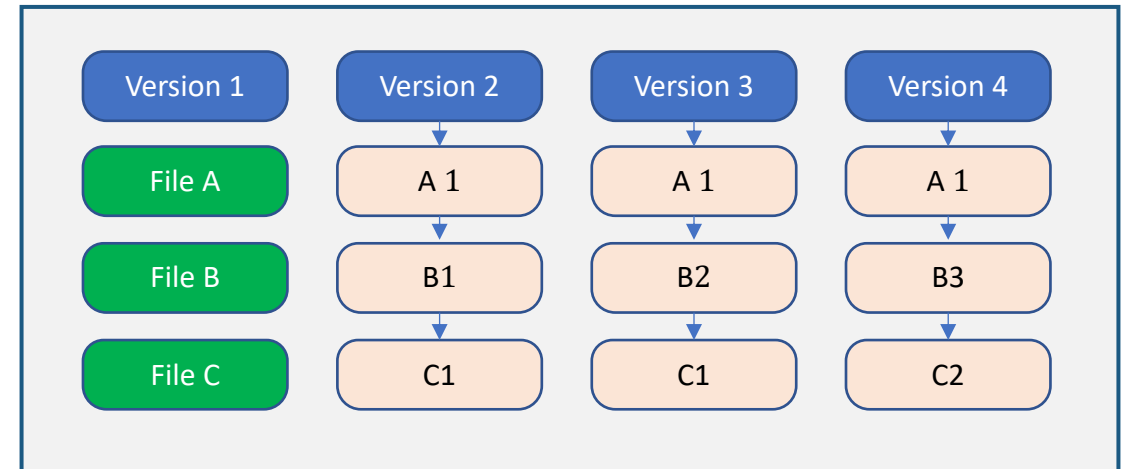 Version 1
Version 2
Version 3
Version 4
File A
A 1
A 1
A 1
File B
B1
B2
B3
File C
C1
C1
C2